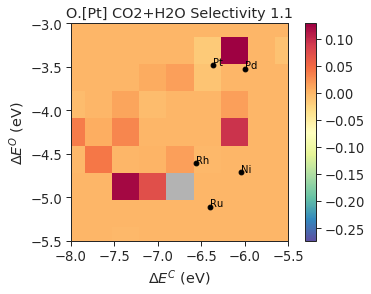 O.[Pt] CO2+H2O Selectivity 1.1
−3.0
−3.5
−4.0
−4.5
−5.0
−5.5
ΔE^O (eV)
Pt
Pd
Rh
Ni
Ru
−8.0 −7.5 −7.0 −6.5 −6.0 −5.5
ΔE^C (eV)
0.10
0.05
0.00
−0.05
−0.10
−0.15
−0.20
−0.25